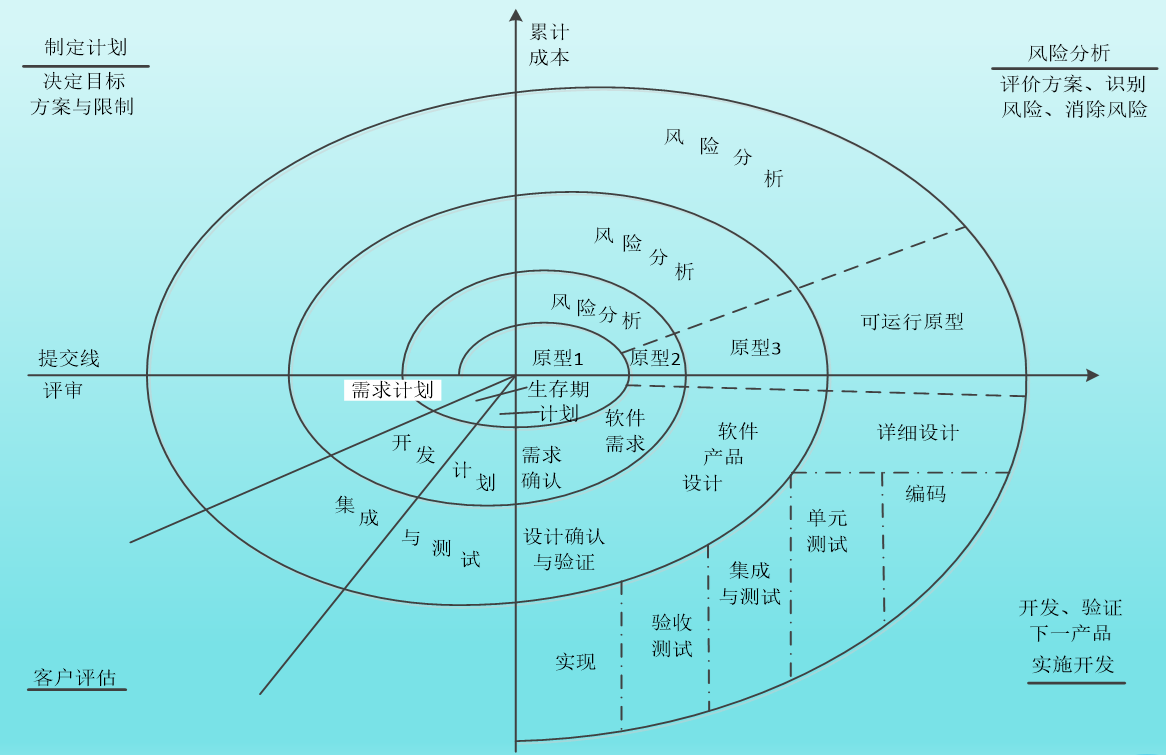 制定计划
决定目标
方案与限制
累计
成本
风险分析
评价方案、识别
风险、消除风险
风险分析
风险分析
风险分析
可运行原型
原型1
原型2
原型3
提交线
评审
需求计划
生存期
计划
软件
需求
软件
产品
设计
详细设计
开发计划
需求
确认
编码
集成与测试
设计确认
与验证
单元
测试
集成
与测试
验收
测试
实现
开发、验证
下一产品
实施开发
客户评估